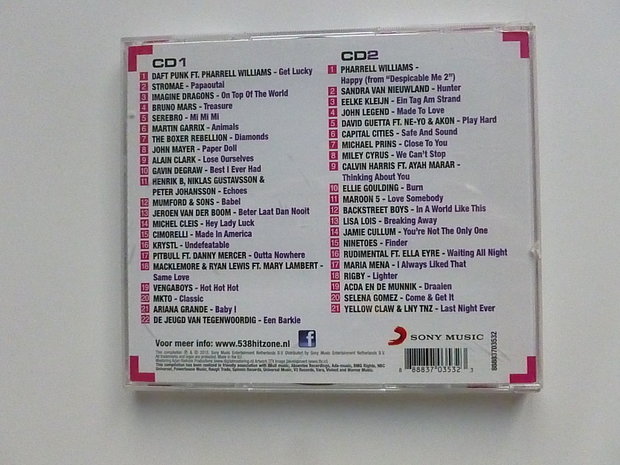 CD1
1 DAFT PUNK FT. PHARRELL WILLIAMS - Get Lucky
2 STROMAE - Papaoutai
3 IMAGINE DRAGONS - On Top Of The World
4 BRUNO MARS - Treasure
5 SEREBRO - Mi Mi Mi
6 MARTIN GARRIX - Animals
7 THE BOXER REBELLION - Diamonds
8 JOHN MAYER - Paper Doll
9 ALAIN CLARK - Lose Ourselves
10 GAVIN DEGRAW - Best I Ever Had
11 HENRIK B, NIKLAS GUSTAVSSON &
PETER JOHANSSON - Echoes
12 MUMFORD & SONS - Babel
13 JEROEN VAN DER BOOM - Beter Laat Dan Nooit
14 MICHEL CLEIS - Hey Lady Luck
15 CIMORELLI - Made In America
16 KRYSTL - Undefeatable
17 PITBULL FT. DANNY MERCER - Outta Nowhere
18 MACKLEMORE & RYAN LEWIS FT. MARY LAMBERT -
Same Love
19 VENGABOYS - Hot Hot Hot
20 MKTO - Classic
21 ARIANA GRANDE - Baby I
22 DE JEUGD VAN TEGENWOORDIG - Een Barkie
CD2
1 PHARRELL WILLIAMS -
Happy (from "Despicable Me 2")
2 SANDRA VAN NIEUWLAND - Hunter
3 EELKE KLEIJN - Ein Tag Am Strand
4 JOHN LEGEND - Made To Love
5 DAVID GUETTA FT. NE-YO & AKON - Play Hard
6 CAPITAL CITIES - Safe And Sound
7 MICHAEL PRINS - Close To You
8 MILEY CYRUS - We Can't Stop
9 CALVIN HARRIS FT. AYAH MARAR -
Thinking About You
10 ELLIE GOULDING - Burn
11 MAROON 5 - Love Somebody
12 BACKSTREET BOYS - In A World Like This
13 LISA LOIS - Breaking Away
14 JAMIE CULLUM - You're Not The Only One
15 NINETOES - Finder
16 RUDIMENTAL FT. ELLA EYRE - Waiting All Night
17 MARIA MENA - I Always Liked That
18 RIGBY - Lighter
19 ACDA EN DE MUNNIK - Draaien
20 SELENA GOMEZ - Come & Get It
21 YELLOW CLAW & LNY TNZ - Last Night Ever
Voor meer info: www.538hitzone.nl
f
SONY MUSIC
8 88837 03532 3
88883703532